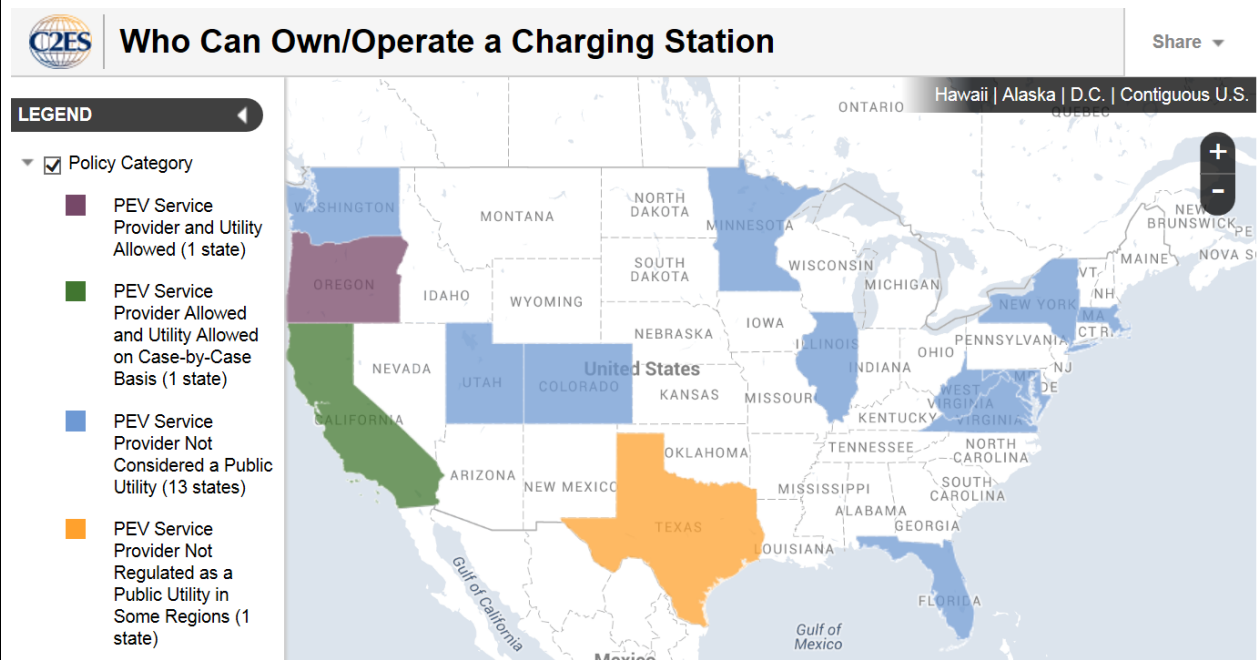 C2ES
Who Can Own/Operate a Charging Station
Share
Hawaii | Alaska | D.C. | Contiguous U.S.
LEGEND
Policy Category
PEV Service
Provider and Utility
Allowed (1 state)
PEV Service
Provider Allowed
and Utility Allowed
on Case-by-Case
Basis (1 state)
PEV Service
Provider Not
Considered a Public
Utility (13 states)
PEV Service
Provider Not
Regulated as a
Public Utility in
Some Regions (1
state)
+
-
ONTARIO
QUEBEC
WASHINGTON
MONTANA
NORTH
DAKOTA
MINNESOTA
NEW
BRUNSWICK
PE
NOVA S
MAINE
OREGON
IDAHO
WYOMING
SOUTH
DAKOTA
WISCONSIN
MICHIGAN
VT
NH
NEW YORK
MA
CT
R
NEVADA
UTAH
COLORADO
NEBRASKA
IOWA
ILLINOIS
INDIANA
OHIO
PENNSYLVANIA
NJ
MD
DE
United States
KANSAS
MISSOURI
WEST
VIRGINIA
VIRGINIA
KENTUCKY
CALIFORNIA
ARIZONA
NEW MEXICO
OKLAHOMA
TENNESSEE
NORTH
CAROLINA
SOUTH
CAROLINA
MISSISSIPPI
ALABAMA
GEORGIA
TEXAS
LOUISIANA
FLORIDA
Gulf of California
Gulf of
Mexico
Mexico